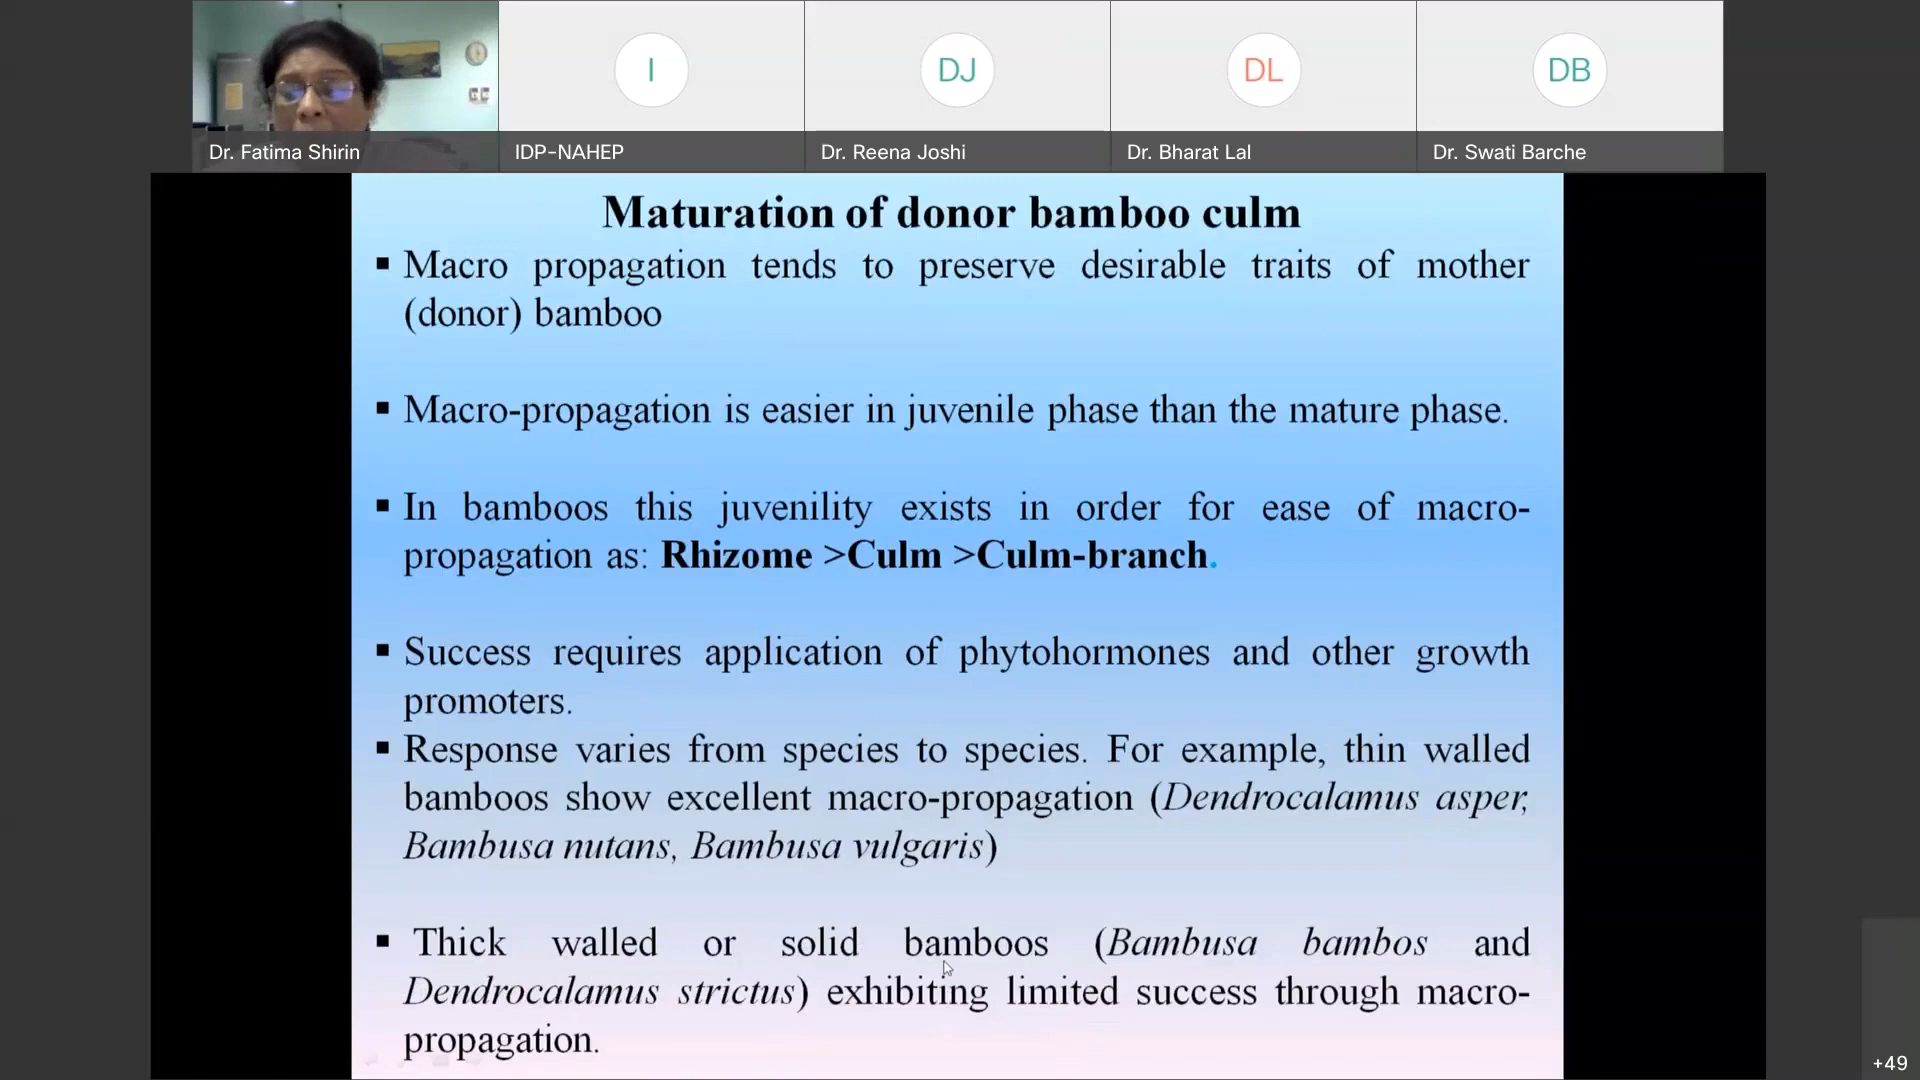 I
DJ
DL
DB
Dr. Fatima Shirin
IDP-NAHEP
Dr. Reena Joshi
Dr. Bharat Lal
Dr. Swati Barche
Maturation of donor bamboo culm
▪ Macro propagation tends to preserve desirable traits of mother
(donor) bamboo
▪ Macro-propagation is easier in juvenile phase than the mature phase.
▪ In bamboos this juvenility exists in order for ease of macro-
propagation as: Rhizome >Culm >Culm-branch.
▪ Success requires application of phytohormones and other growth
promoters.
▪ Response varies from species to species. For example, thin walled
bamboos show excellent macro-propagation (Dendrocalamus asper,
Bambusa nutans, Bambusa vulgaris)
▪ Thick walled or solid bamboos (Bambusa bambos and
Dendrocalamus strictus) exhibiting limited success through macro-
propagation.
+49